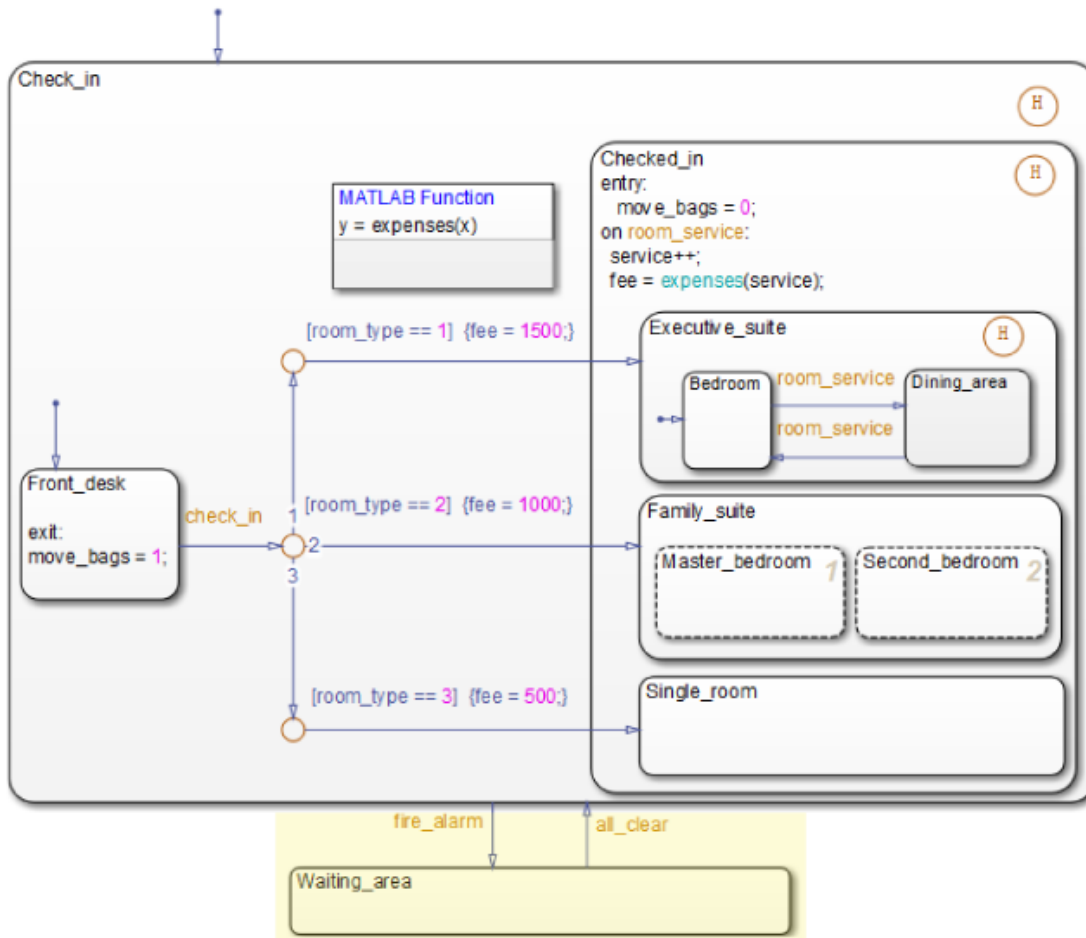 Check_in
H
Checked_in
H
entry:
move_bags = 0;
on room_service:
service++;
fee = expenses(service);
MATLAB Function
y = expenses(x)
[room_type == 1] {fee = 1500;}
Executive_suite
H
Bedroom
room_service
Dining_area
room_service
Front_desk
exit:
move_bags = 1;
check_in
1
2
3
[room_type == 2] {fee = 1000;}
Family_suite
Master_bedroom
1
Second_bedroom
2
[room_type == 3] {fee = 500;}
Single_room
fire_alarm
all_clear
Waiting_area